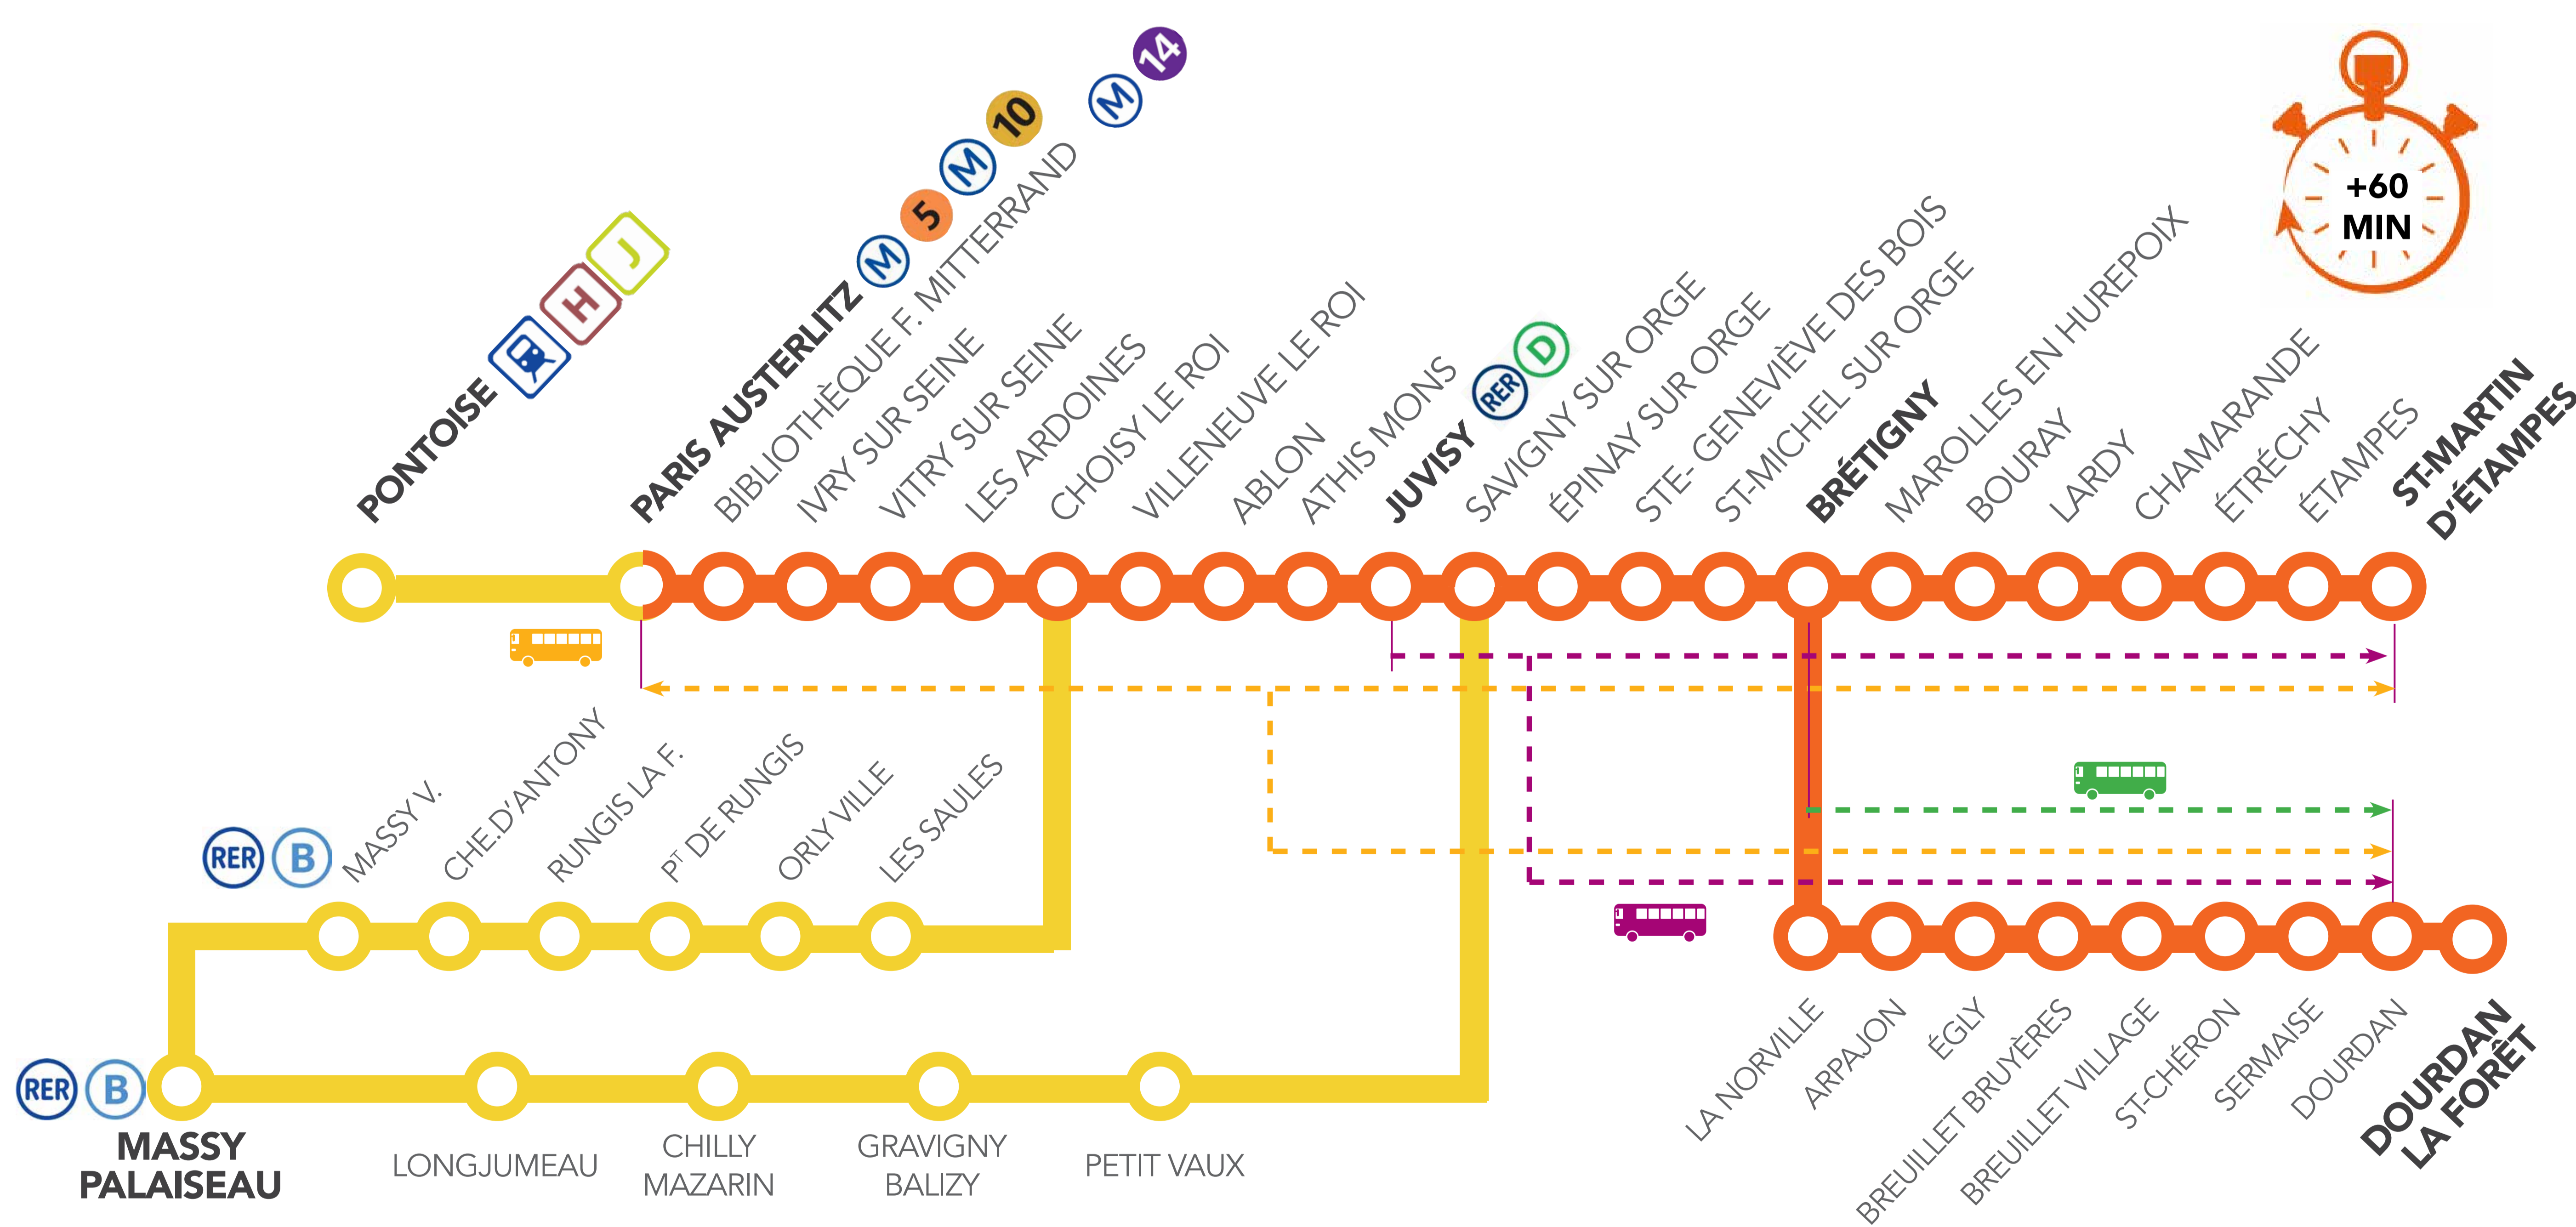 PONTOISE
H
J
PARIS AUSTERLITZ
M
5
M
10
BIBLIOTHÈQUE F. MITTERRAND
M
14
IVRY SUR SEINE
VITRY SUR SEINE
LES ARDOINES
CHOISY LE ROI
VILLENEUVE LE ROI
ABLON
ATHIS MONS
JUVISY
RER
D
SAVIGNY SUR ORGE
ÉPINAY SUR ORGE
STE- GENEVIÈVE DES BOIS
ST-MICHEL SUR ORGE
BRÉTIGNY
MAROLLES EN HUREPOIX
BOURAY
LARDY
CHAMARANDE
ÉTRÉCHY
ÉTAMPES
ST-MARTIN
D'ÉTAMPES
+60
MIN
RER
B
MASSY V.
CHE.D'ANTONY
RUNGIS LA F.
PT DE RUNGIS
ORLY VILLE
LES SAULES
RER
B
MASSY
PALAISEAU
LONGJUMEAU
CHILLY
MAZARIN
GRAVIGNY
BALIZY
PETIT VAUX
LA NORVILLE
ARPAJON
ÉGLY
BREUILLET BRUYÈRES
BREUILLET VILLAGE
ST-CHÉRON
SERMAISE
DOURDAN
DOURDAN
LA FORÊT